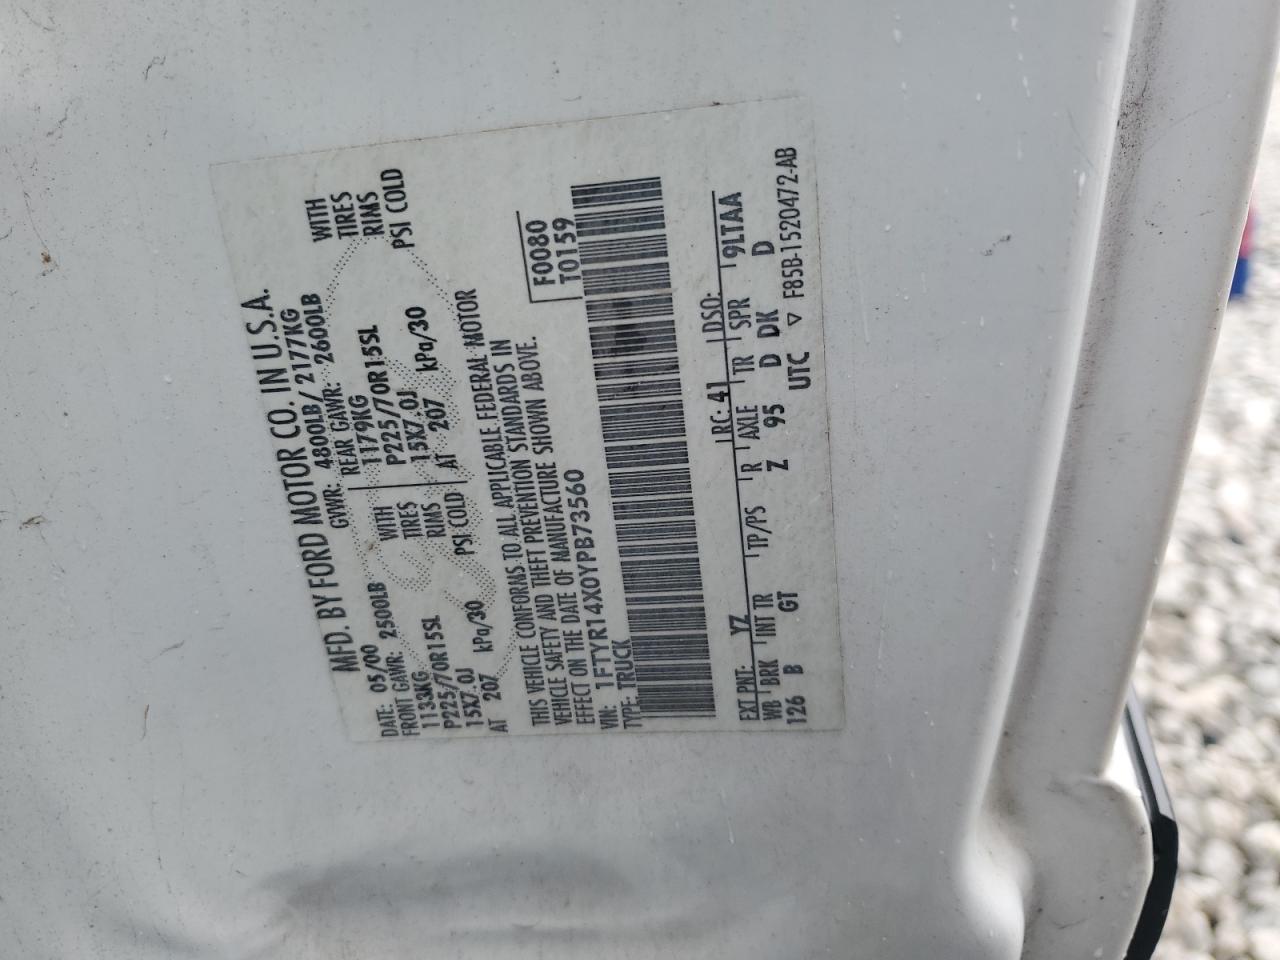 MFD. BY FORD MOTOR CO. IN U.S.A.
DATE: 05/00 GVWR: 4800LB/ 2177KG
FRONT GAWR: 2500LB REAR GAWR: 2600LB
1133KG WITH 1179KG WITH
P225/70R15SL TIRES P225/70R15SL TIRES
15X7.0J RIMS 15X7.0J RIMS
AT 207 kPa/30 PSI COLD AT 207 kPa/30 PSI COLD
THIS VEHICLE CONFORMS TO ALL APPLICABLE FEDERAL MOTOR
VEHICLE SAFETY AND THEFT PREVENTION STANDARDS IN
EFFECT ON THE DATE OF MANUFACTURE SHOWN ABOVE.
VIN: 1FTYR14X0YPB73560
TYPE: TRUCK
F0080
T0159
EXT PNT: YZ RC: 41 DSO:
WB BRK INT TR TP/PS R AXLE TR SPR 9LTAA
126 B GT Z 95 D DK D
UTC ▽ F85B-1520472-AB